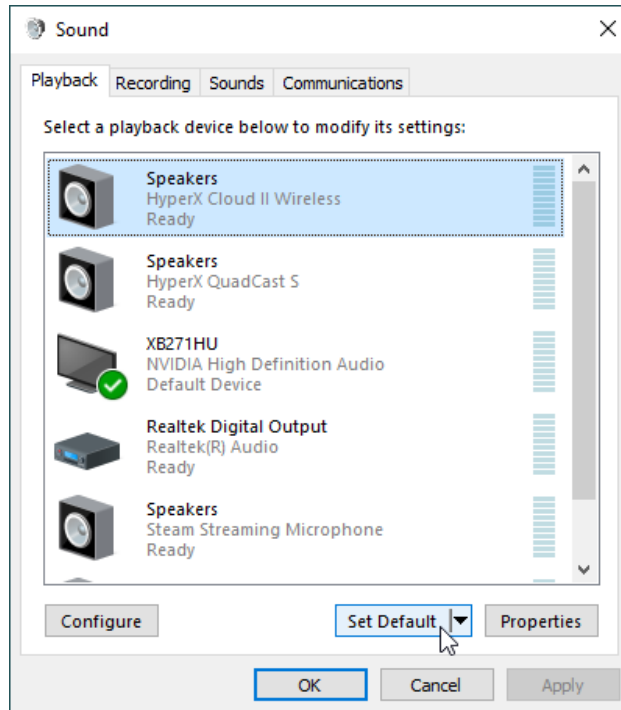 Sound
Playback Recording Sounds Communications
Select a playback device below to modify its settings:
Speakers
HyperX Cloud II Wireless
Ready
Speakers
HyperX QuadCast S
Ready
XB271HU
NVIDIA High Definition Audio
Default Device
Realtek Digital Output
Realtek(R) Audio
Ready
Speakers
Steam Streaming Microphone
Ready
Configure Set Default Properties
OK Cancel Apply